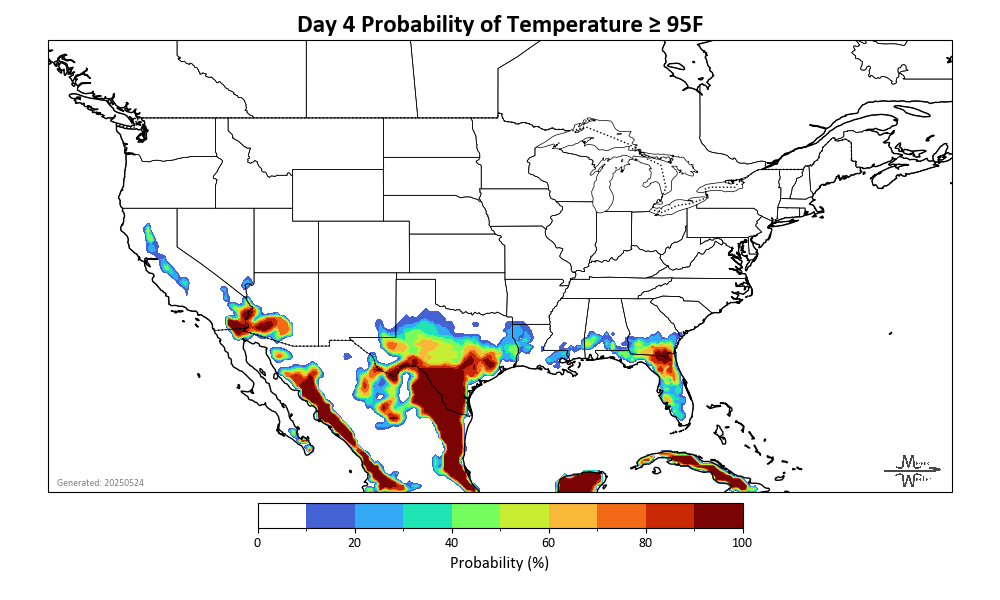 Day 4 Probability of Temperature ≥ 95F
Generated: 20250524
0 20 40 60 80 100
Probability (%)